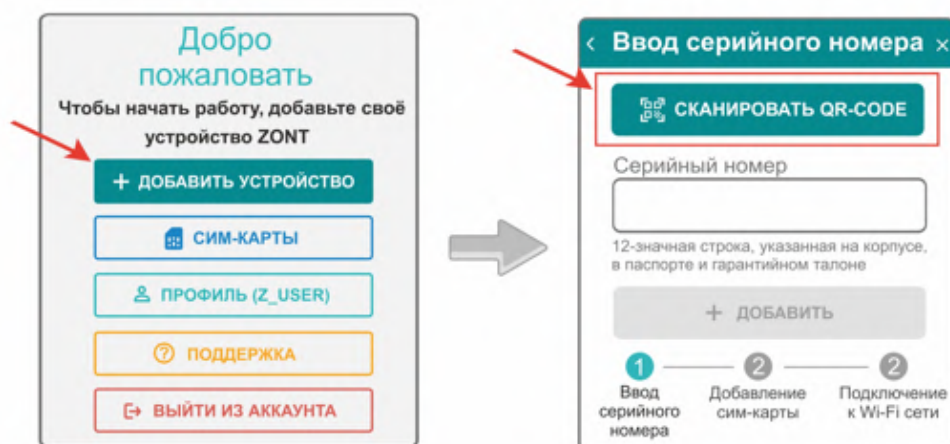 Добро
пожаловать
Чтобы начать работу, добавьте своё
устройство ZONT
+ ДОБАВИТЬ УСТРОЙСТВО
СИМ-КАРТЫ
ПРОФИЛЬ (Z_USER)
? ПОДДЕРЖКА
ВЫЙТИ ИЗ АККАУНТА
< Ввод серийного номера ×
СКАНИРОВАТЬ QR-CODE
Серийный номер
12-значная строка, указанная на корпусе,
в паспорте и гарантийном талоне
+ ДОБАВИТЬ
1 2 2
Ввод
серийного
номера
Добавление
сим-карты
Подключение
к Wi-Fi сети